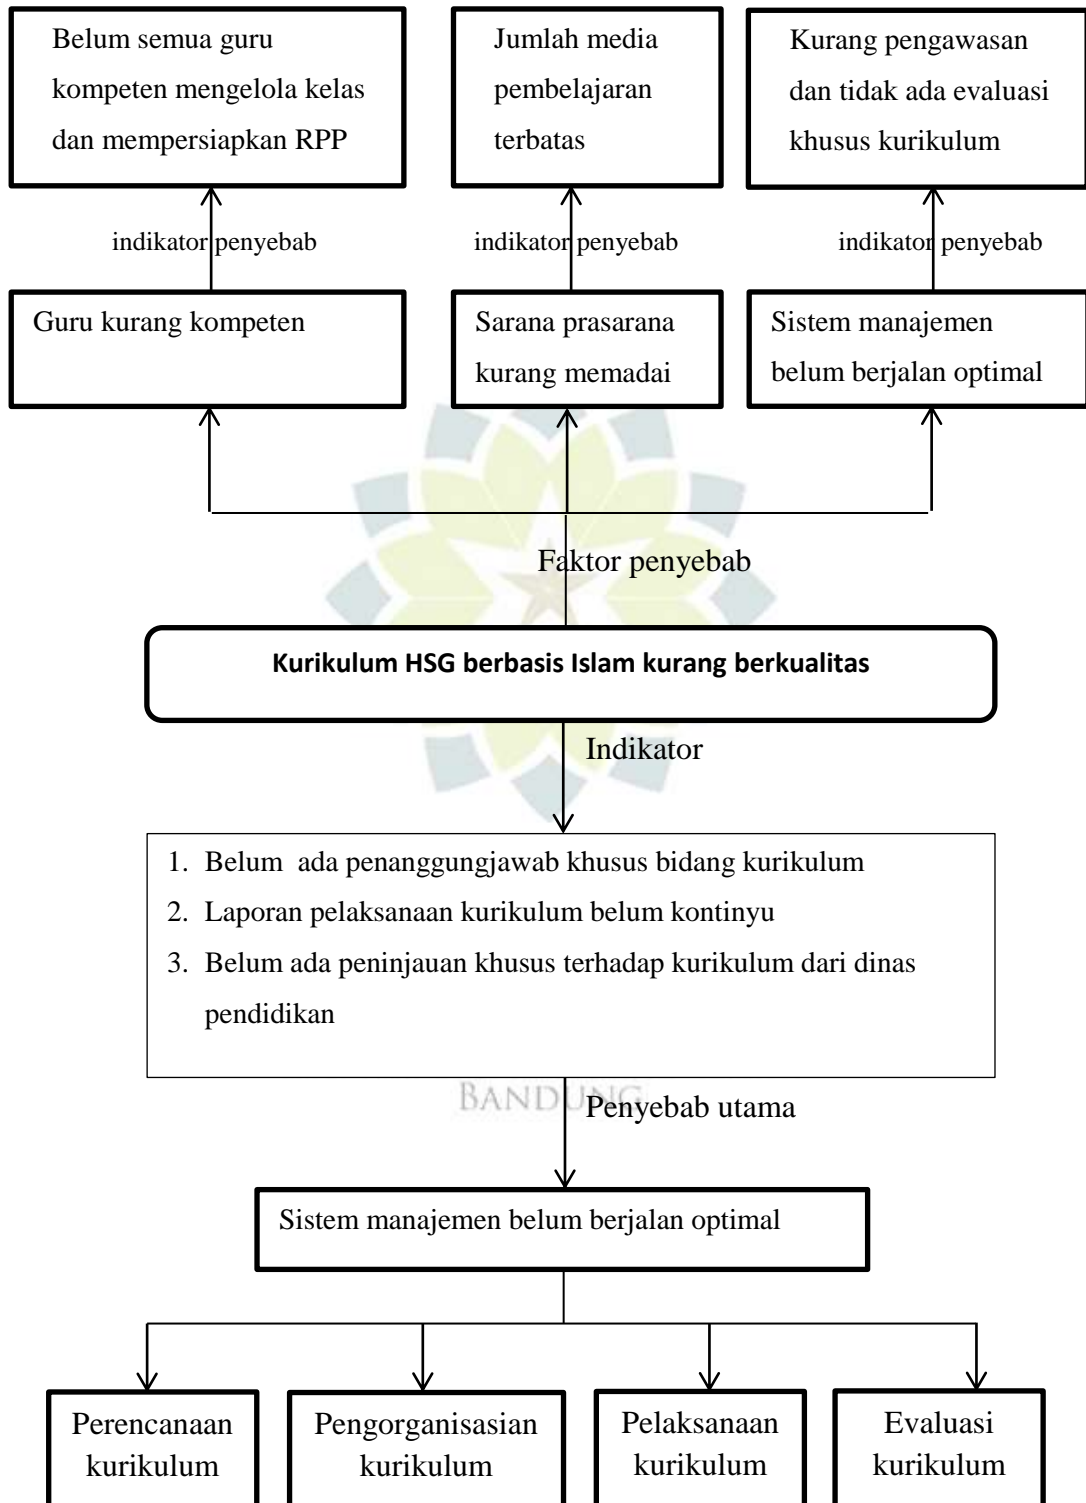 Belum semua guru
kompeten mengelola kelas
dan mempersiapkan RPP
Jumlah media
pembelajaran
terbatas
Kurang pengawasan
dan tidak ada evaluasi
khusus kurikulum
indikator penyebab
indikator penyebab
indikator penyebab
Guru kurang kompeten
Sarana prasarana
kurang memadai
Sistem manajemen
belum berjalan optimal
Faktor penyebab
Kurikulum HSG berbasis Islam kurang berkualitas
Indikator
1. Belum ada penanggungjawab khusus bidang kurikulum
2. Laporan pelaksanaan kurikulum belum kontinyu
3. Belum ada peninjauan khusus terhadap kurikulum dari dinas
pendidikan
BANDUNG
Penyebab utama
Sistem manajemen belum berjalan optimal
Perencanaan
kurikulum
Pengorganisasian
kurikulum
Pelaksanaan
kurikulum
Evaluasi
kurikulum